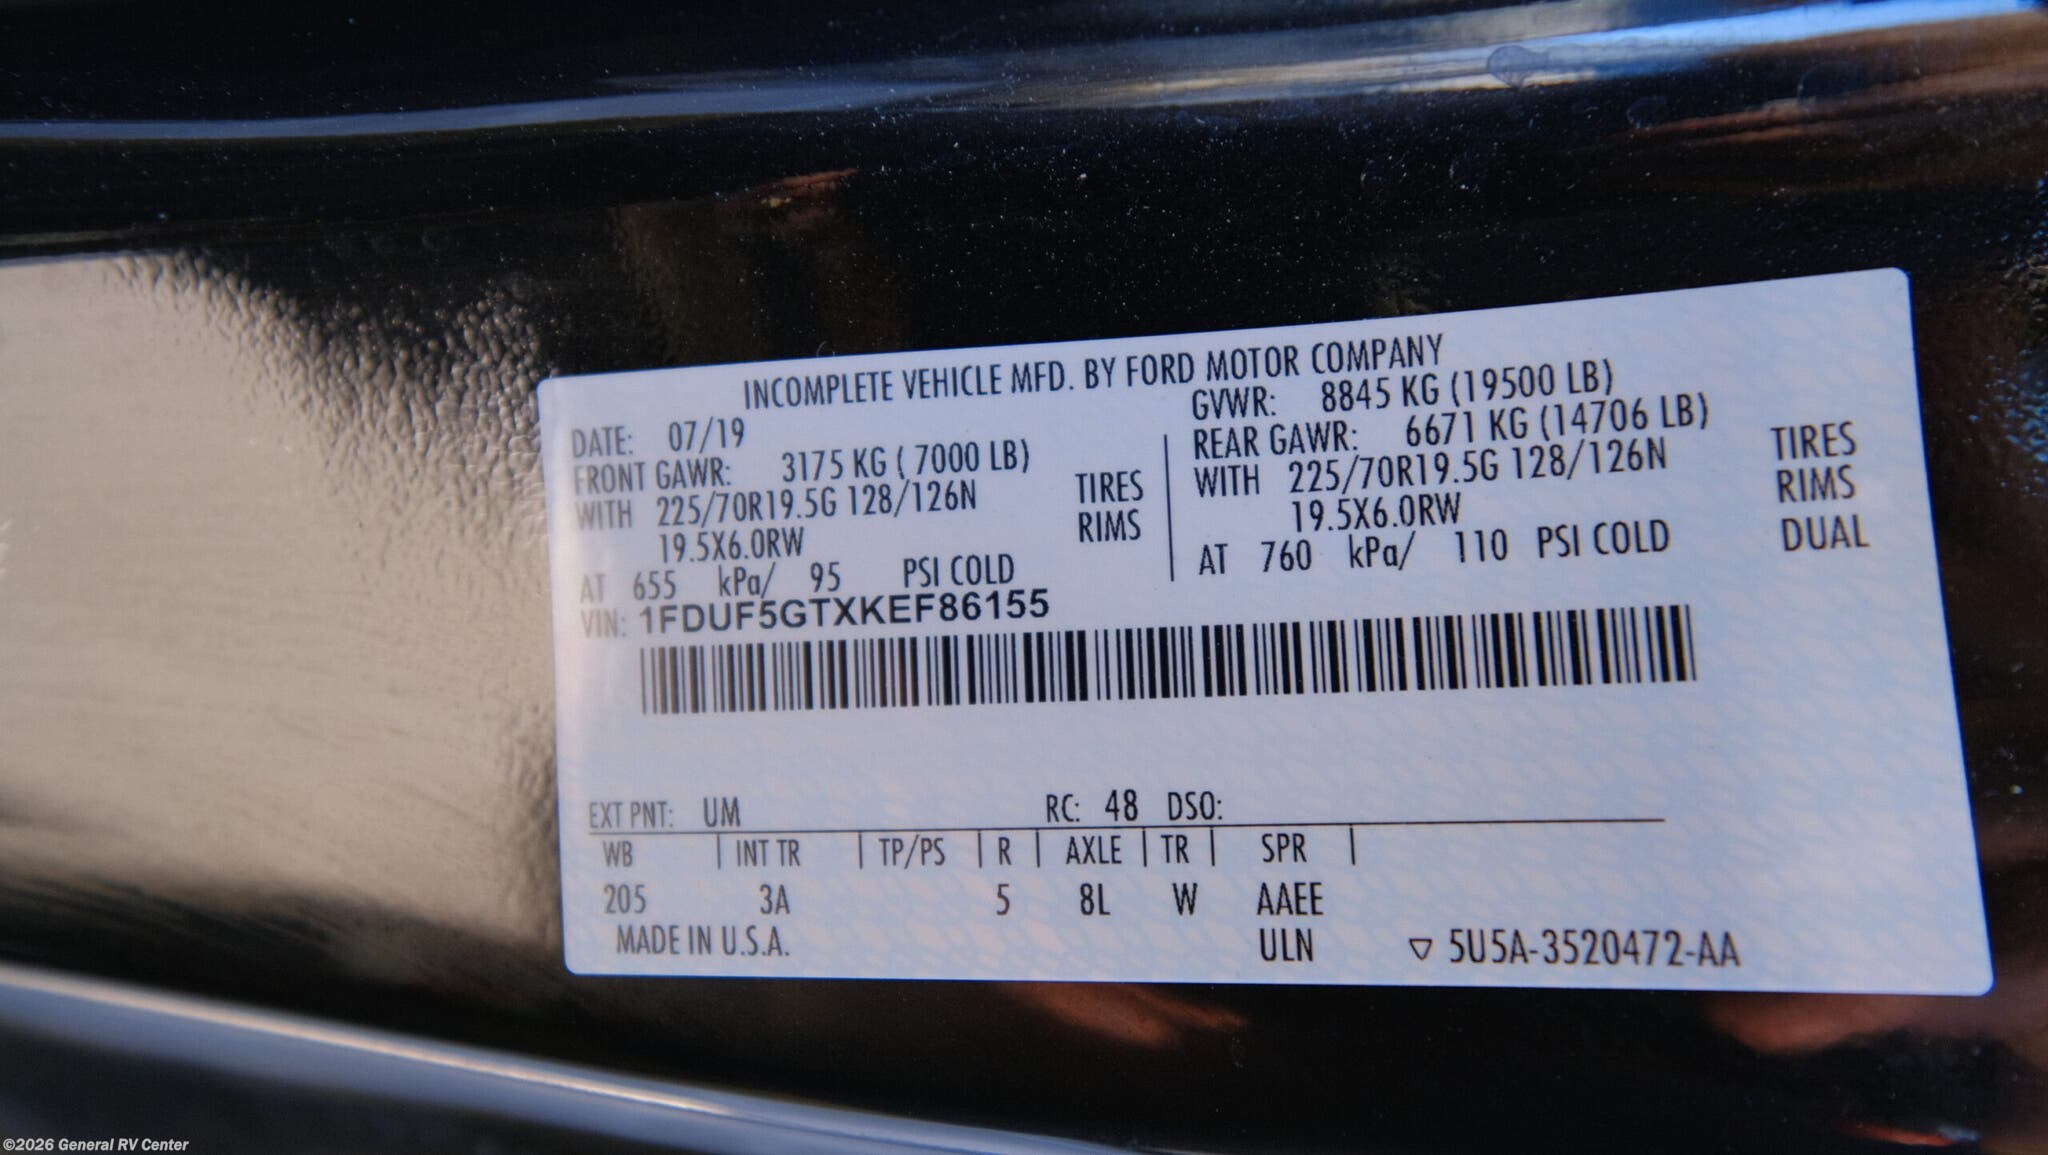 INCOMPLETE VEHICLE MFD. BY FORD MOTOR COMPANY
DATE: 07/19
GVWR: 8845 KG (19500 LB)
FRONT GAWR: 3175 KG ( 7000 LB)
REAR GAWR: 6671 KG (14706 LB)
WITH 225/70R19.5G 128/126N TIRES
WITH 225/70R19.5G 128/126N TIRES
19.5X6.0RW RIMS
19.5X6.0RW RIMS
AT 655 kPa/ 95 PSI COLD
AT 760 kPa/ 110 PSI COLD DUAL
VIN: 1FDUF5GTXKEF86155
EXT PNT: UM RC: 48 DSO:
WB | INT TR | TP/PS | R | AXLE | TR | SPR |
205 3A 5 8L W AAEE
MADE IN U.S.A. ULN ▽ 5U5A-3520472-AA
©2026 General RV Center